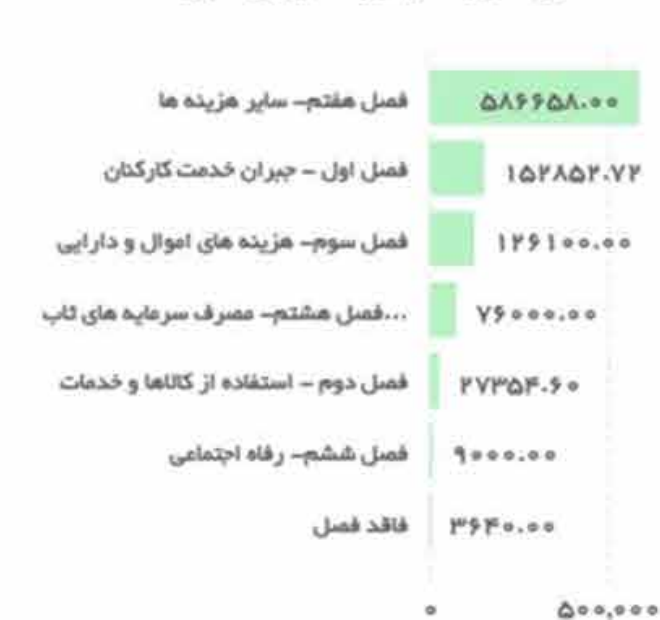 فصل هفتم– سایر هزینه ها ۵۸۶۶۵۸.۰۰
فصل اول – جبران خدمت کارکنان ۱۵۲۸۵۲.۷۲
فصل سوم– هزینه های اموال و دارایی ۱۲۶۱۰۰.۰۰
فصل هشتم– مصرف سرمایه های ثاب... ۷۶۰۰۰.۰۰
فصل دوم – استفاده از کالاها و خدمات ۲۷۳۵۴.۶۰
فصل ششم– رفاه اجتماعی ۹۰۰۰.۰۰
فاقد فصل ۳۶۴۰.۰۰
۰ ۵۰۰,۰۰۰